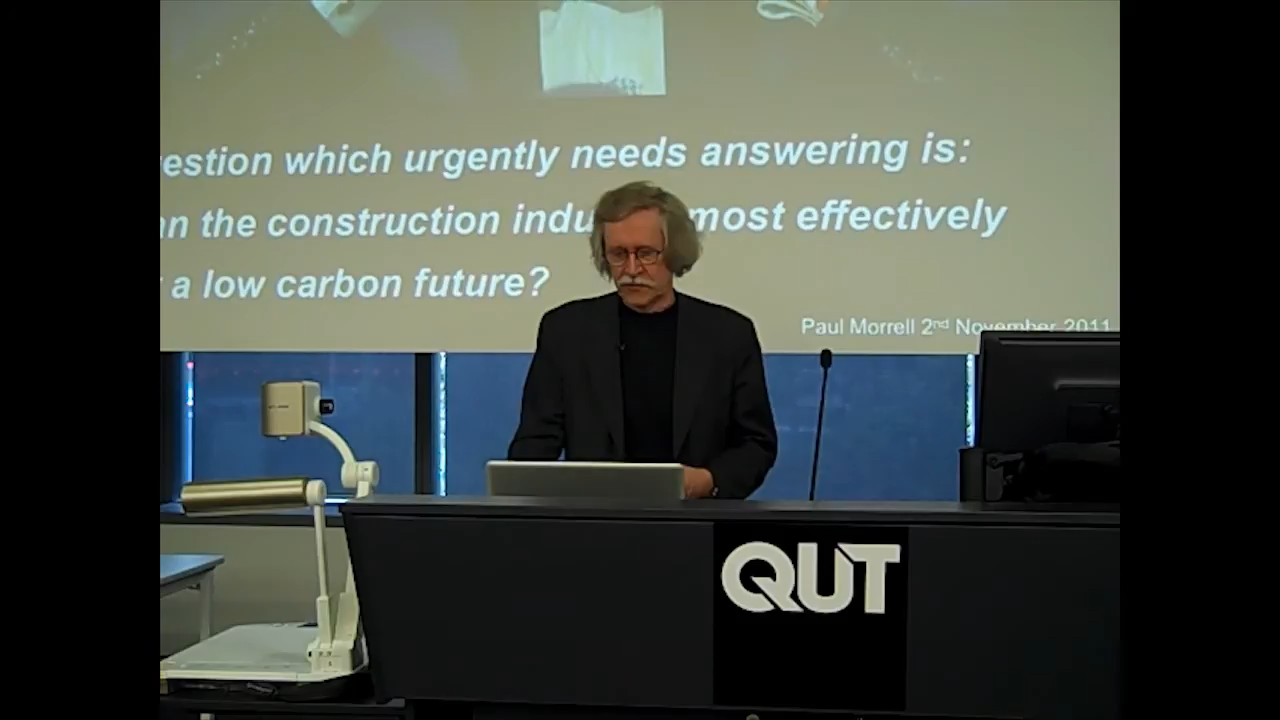 estion which urgently needs answering is:
n the construction indu most effectively
a low carbon future?
Paul Morrell 2nd November 2011
QUT